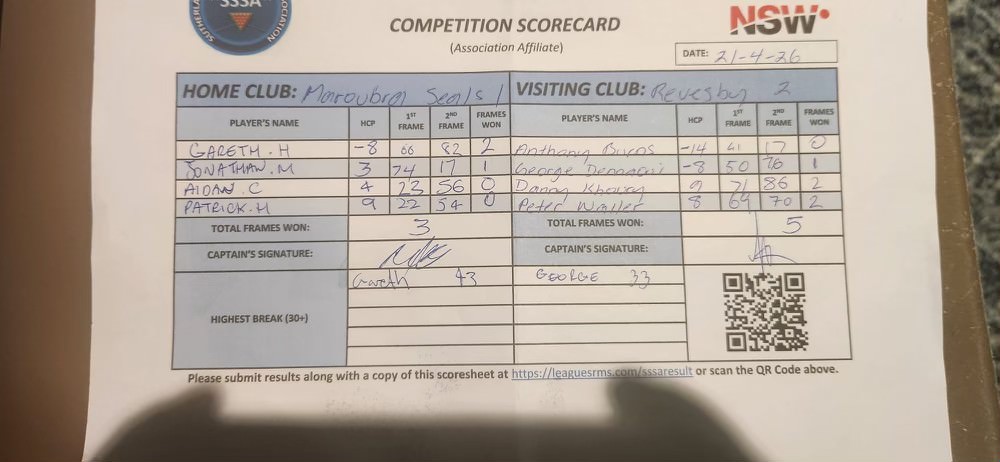 SSSA
SUTHERLA
OCIATION
COMPETITION SCORECARD
(Association Affiliate)
NSW
DATE: 21-4-26
HOME CLUB: Maroubra Seals 1 VISITING CLUB: Revesby 2
PLAYER'S NAME HCP 1ST FRAME 2ND FRAME FRAMES WON PLAYER'S NAME HCP 1ST FRAME 2ND FRAME FRAMES WON
GARETH.H -8 66 82 2 Anthony -14 41 17 0
JONATHAN.M 3 74 17 1 George -8 50 76 1
AIDAN.C 4 23 56 0 Danny Khoury 9 71 86 2
PATRICK.H 9 22 54 0 Peter Waller 8 69 70 2
TOTAL FRAMES WON: 3 TOTAL FRAMES WON: 5
CAPTAIN'S SIGNATURE: CAPTAIN'S SIGNATURE:
HIGHEST BREAK (30+) Gareth 43 GEORGE 33
Please submit results along with a copy of this scoresheet at https://leaguesrms.com/sssaresult or scan the QR Code above.